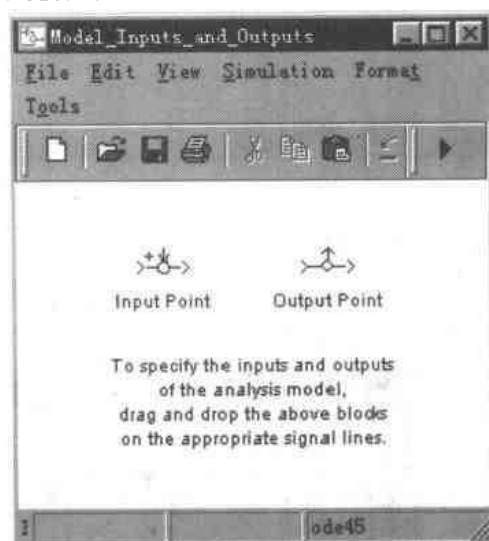 Model_Inputs_and_Outputs
File Edit View Simulation Format
Tools
Input Point Output Point
To specify the inputs and outputs
of the analysis model,
drag and drop the above blocks
on the appropriate signal lines.
ode45